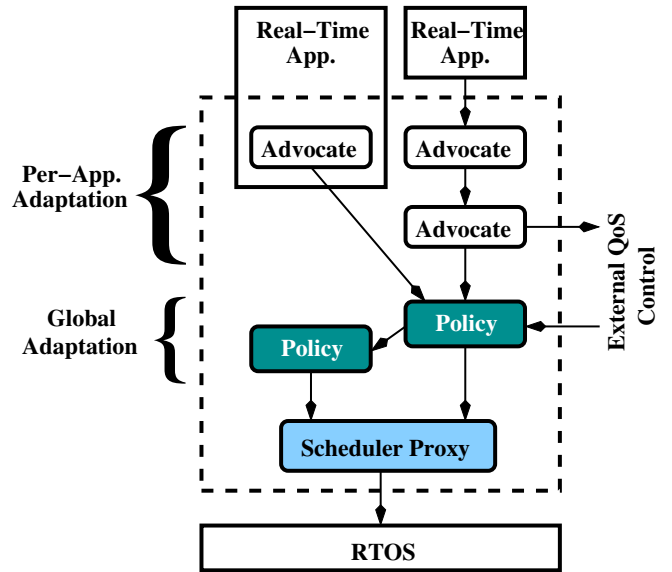 Real−Time
App.
Real−Time
App.
Per−App.
Adaptation
Advocate
Advocate
Advocate
External QoS
Control
Global
Adaptation
Policy
Policy
Scheduler Proxy
RTOS